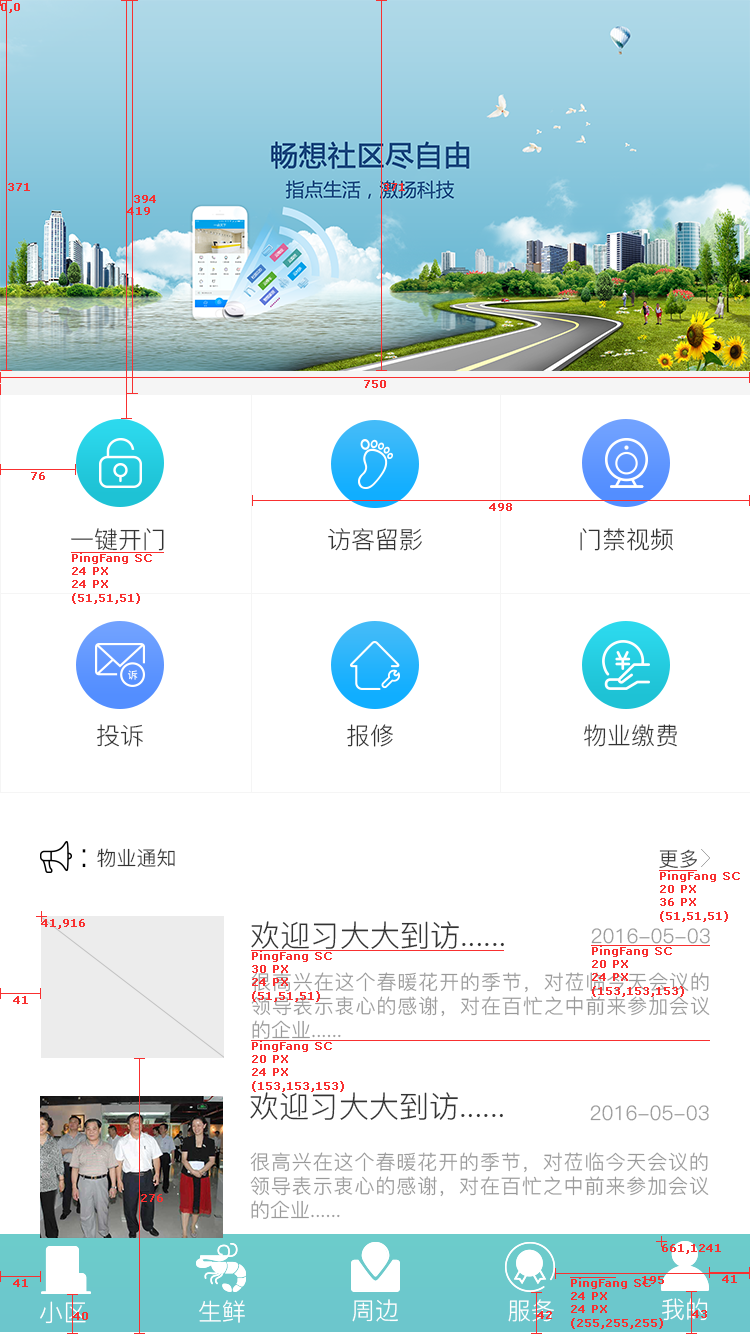 0,0
畅想社区尽自由
指点生活，激扬科技
371
394
419
750
76
498
一键开门
访客留影
门禁视频
PingFang SC
24 PX
24 PX
(51,51,51)
诉
¥
投诉
报修
物业缴费
：物业通知
更多
PingFang SC
20 PX
36 PX
(51,51,51)
41,916
欢迎习大大到访......
2016-05-03
PingFang SC
30 PX
24 PX
(51,51,51)
PingFang SC
20 PX
24 PX
(153,153,153)
很高兴在这个春暖花开的季节，对莅临今天会议的
领导表示衷心的感谢，对在百忙之中前来参加会议
的企业......
41
PingFang SC
20 PX
24 PX
(153,153,153)
欢迎习大大到访......
2016-05-03
很高兴在这个春暖花开的季节，对莅临今天会议的
领导表示衷心的感谢，对在百忙之中前来参加会议
的企业......
276
661,1241
41
195
41
PingFang SC
24 PX
24 PX
(255,255,255)
小区
生鲜
周边
服务
我的
40
42
43